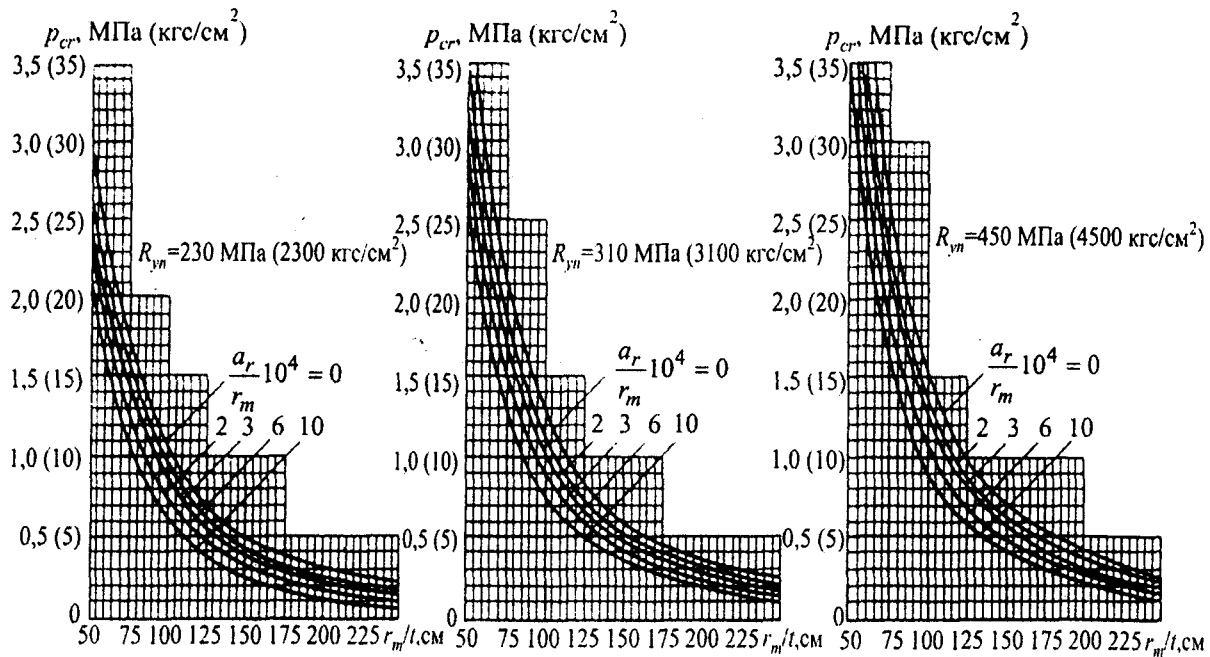 p_cr, МПа (кгс/см²)
3,5 (35)
3,0 (30)
2,5 (25)
2,0 (20)
1,5 (15)
1,0 (10)
0,5 (5)
0
R_yn=230 МПа (2300 кгс/см²)
a_r/r_m 10⁴ = 0
2 3 6 10
50 75 100 125 150 175 200 225 r_m/t,см
p_cr, МПа (кгс/см²)
3,5 (35)
3,0 (30)
2,5 (25)
2,0 (20)
1,5 (15)
1,0 (10)
0,5 (5)
0
R_yn=310 МПа (3100 кгс/см²)
a_r/r_m 10⁴ = 0
2 3 6 10
50 75 100 125 150 175 200 225 r_m/t,см
p_cr, МПа (кгс/см²)
3,5 (35)
3,0 (30)
2,5 (25)
2,0 (20)
1,5 (15)
1,0 (10)
0,5 (5)
0
R_yn=450 МПа (4500 кгс/см²)
a_r/r_m 10⁴ = 0
2 3 6 10
50 75 100 125 150 175 200 225 r_m/t,см